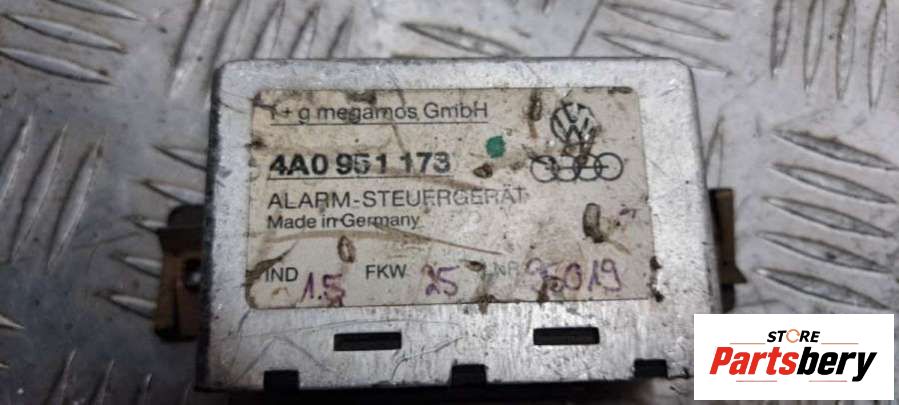 + g megamos GmbH
4A0 951 173
ALARM-STEUERGERÄT
Made in Germany
IND 1.5 FKW 25 NR 95019
STORE
Partsbery